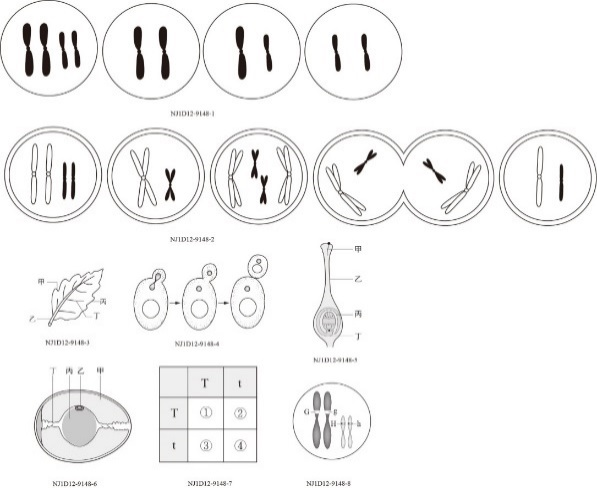 NJ1D12-9148-1
NJ1D12-9148-2
甲
乙
丙
丁
NJ1D12-9148-3
NJ1D12-9148-4
甲
乙
丙
丁
NJ1D12-9148-5
丁 丙 乙 甲
NJ1D12-9148-6
T t
T ① ②
t ③ ④
NJ1D12-9148-7
G g
H h
NJ1D12-9148-8